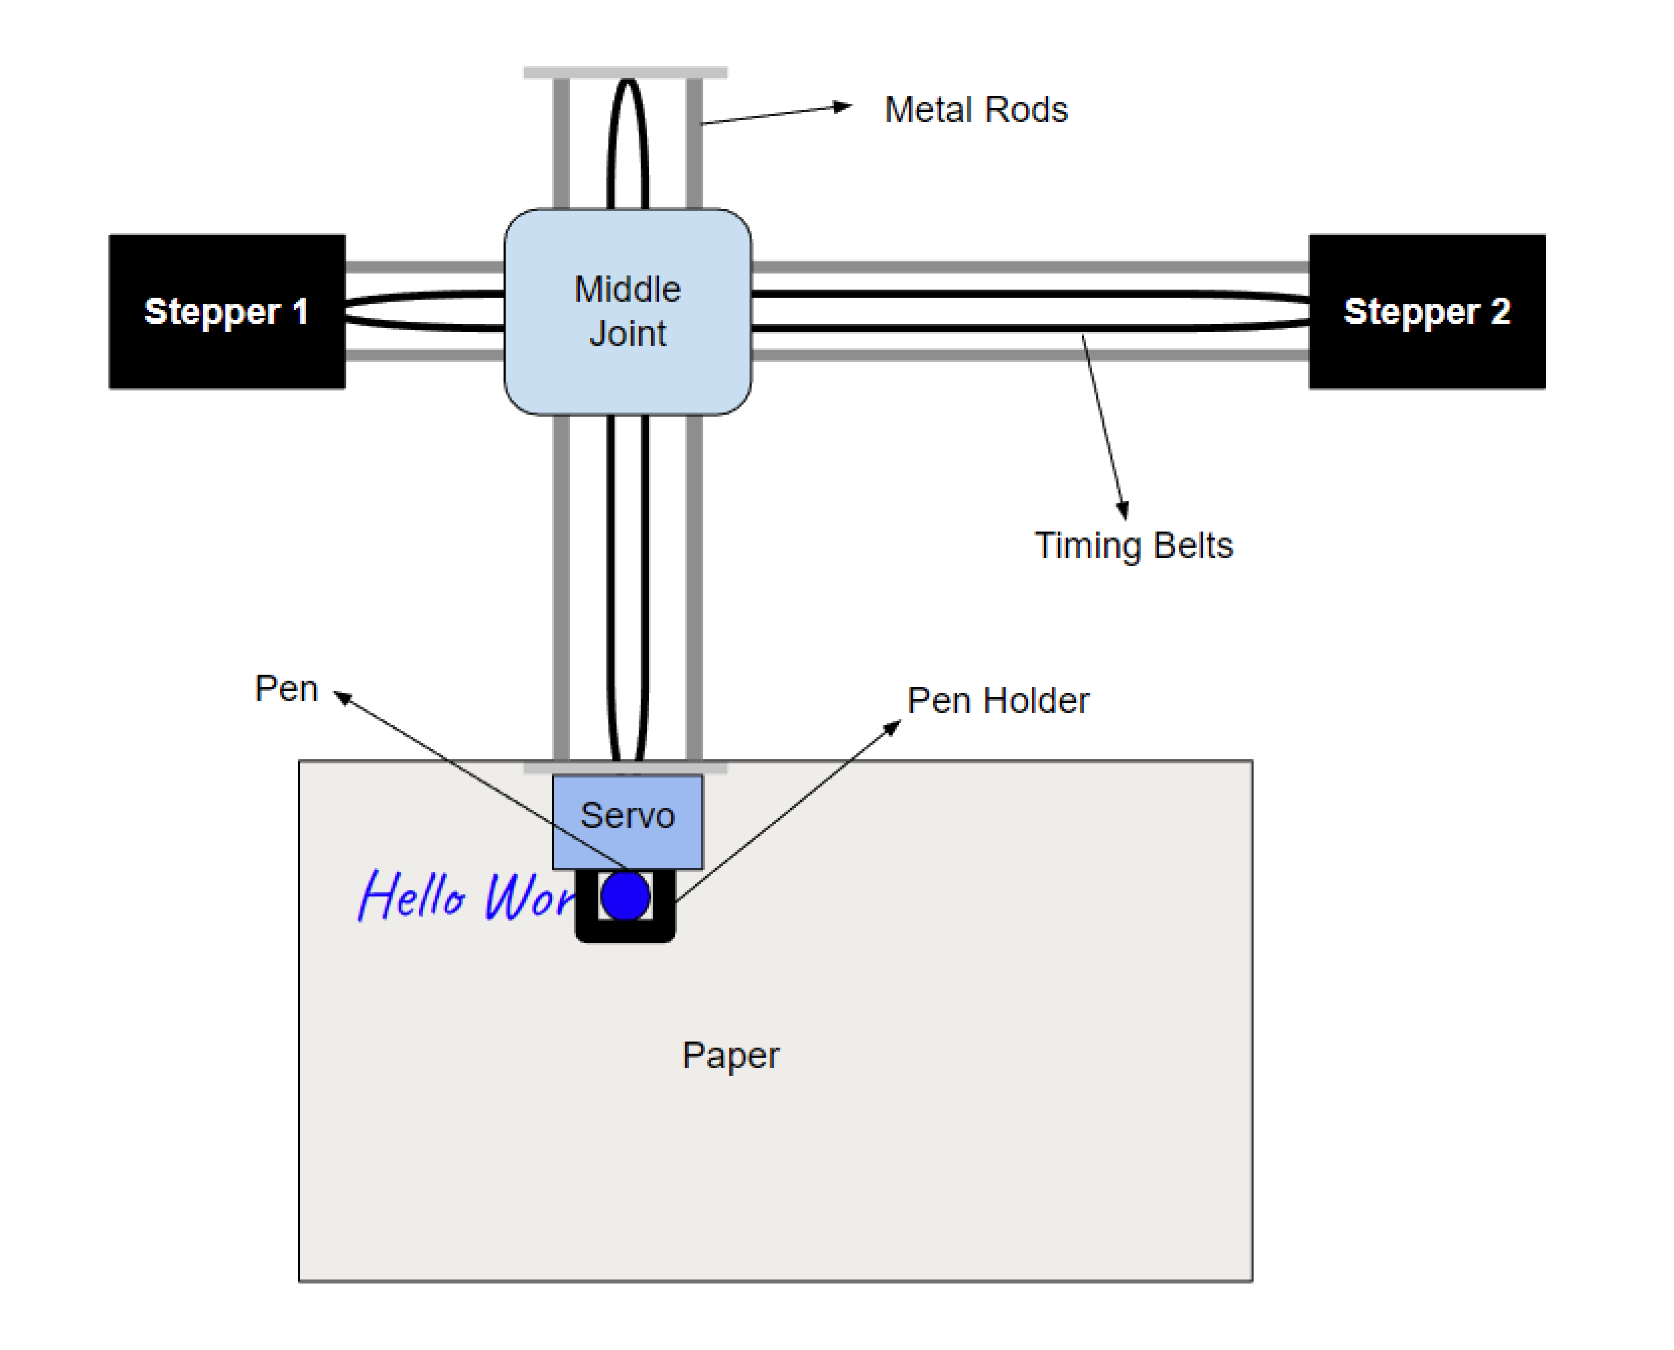 Metal Rods
Stepper 1
Middle
Joint
Stepper 2
Timing Belts
Pen
Pen Holder
Servo
Hello Wor
Paper